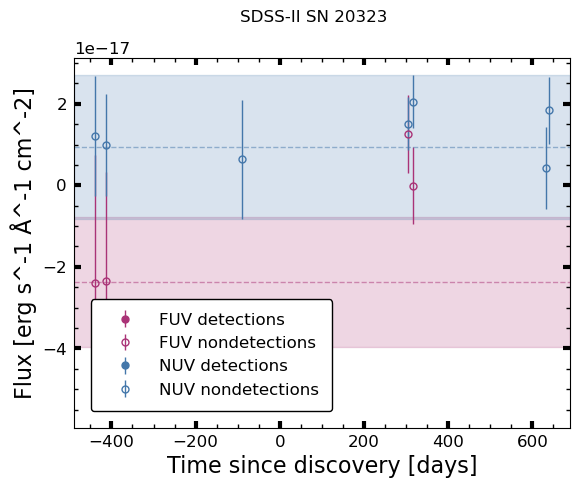 SDSS-II SN 20323
1e−17
2
0
−2
−4
Flux [erg s^-1 Å^-1 cm^-2]
FUV detections
FUV nondetections
NUV detections
NUV nondetections
−400 −200 0 200 400 600
Time since discovery [days]